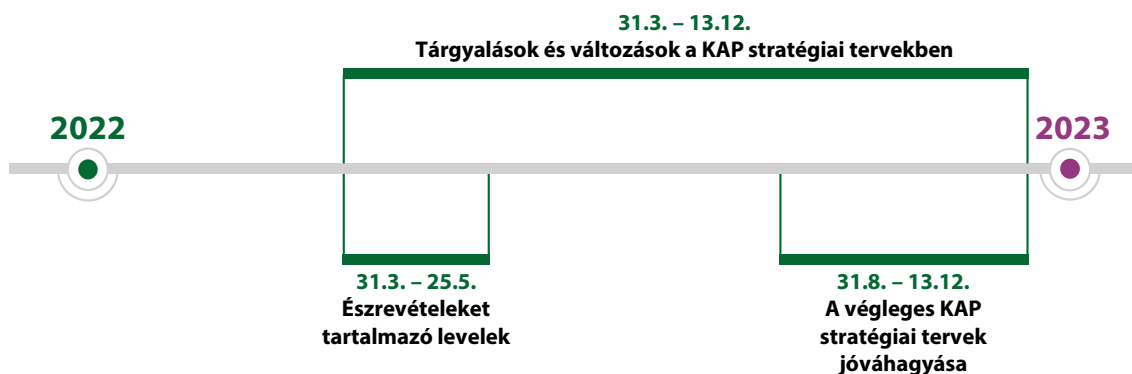 31.3. – 13.12.
Tárgyalások és változások a KAP stratégiai tervekben
2022
2023
31.3. – 25.5.
Észrevételeket
tartalmazó levelek
31.8. – 13.12.
A végleges KAP
stratégiai tervek
jóváhagyása